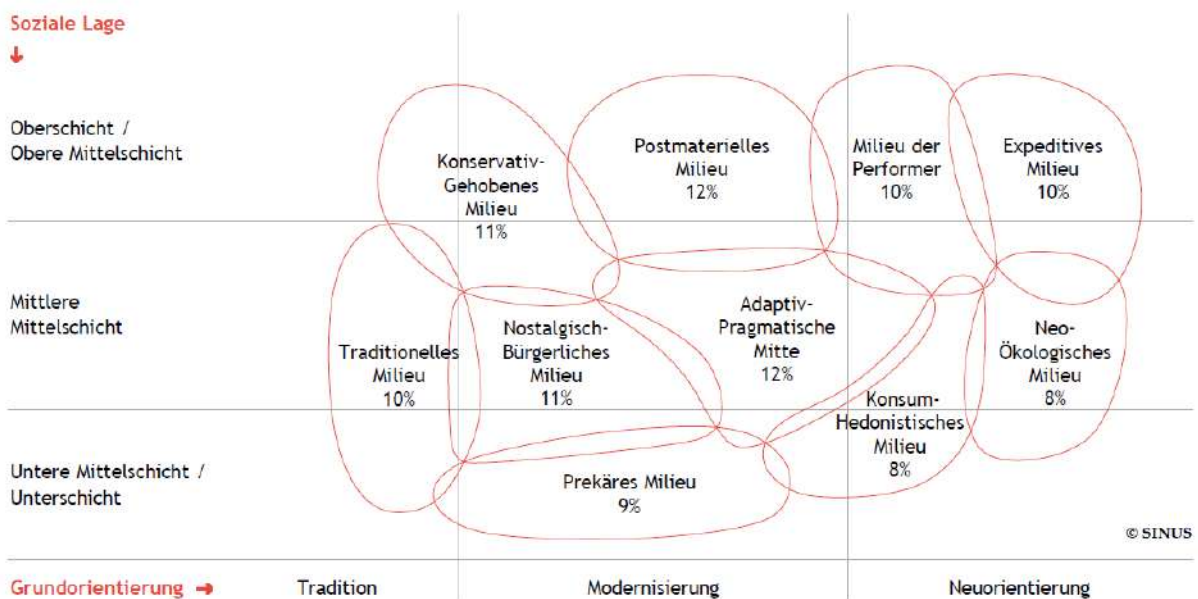 Soziale Lage
Oberschicht /
Obere Mittelschicht
Konservativ-
Gehobenes
Milieu
11%
Postmaterielles
Milieu
12%
Milieu der
Performer
10%
Expeditives
Milieu
10%
Mittlere
Mittelschicht
Traditionelles
Milieu
10%
Nostalgisch-
Bürgerliches
Milieu
11%
Adaptiv-
Pragmatische
Mitte
12%
Konsum-
Hedonistisches
Milieu
8%
Neo-
Ökologisches
Milieu
8%
Untere Mittelschicht /
Unterschicht
Prekäres Milieu
9%
© SINUS
Grundorientierung
Tradition
Modernisierung
Neuorientierung